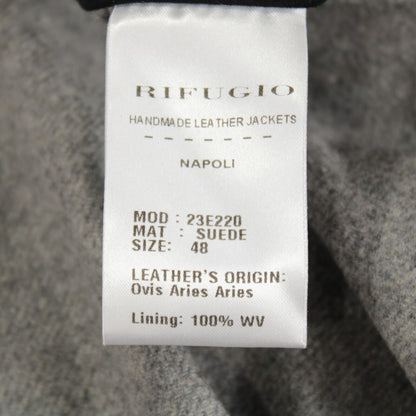 RIFUGIO
HANDMADE LEATHER JACKETS
- - - - - - -
NAPOLI
MOD : 23E220
MAT : SUEDE
SIZE: 48
LEATHER'S ORIGIN:
Ovis Aries Aries
Lining: 100% WV